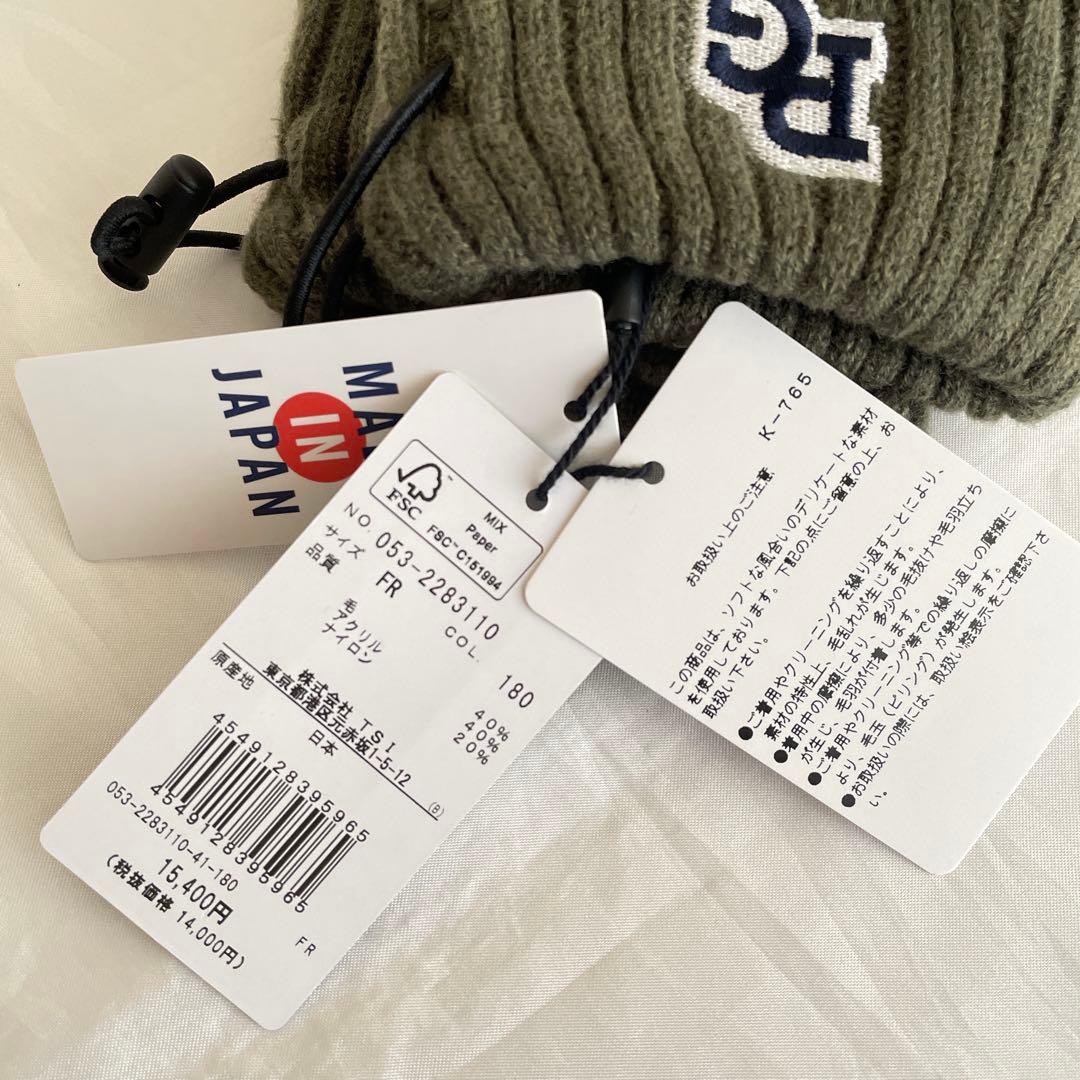 PG
MA
IN
JAPAN
FSC
MIX
Paper
FSC™ C151994
NO. 053-2283110
サイズ FR COL. 180
品質
毛 40%
アクリル 40%
ナイロン 20%
株式会社 TSI
東京都港区元赤坂1-5-12
原産地 日本 (B)
4549128395965
4549128395965
053-2283110-41-180
15,400円
(税抜価格 14,000円)
FR
K-765
お取扱い上のご注意
この商品は、ソフトな風合いのデリケートな素材
を使用しております。 下記の点にご留意の上、お
取扱い下さい。
●ご着用やクリーニングを繰り返すことにより、
素材の特性上、毛乱れが生じます。
●着用中の摩擦により、多少の毛抜けや毛羽立ち
が生じ、毛羽が付着します。
●ご着用やクリーニング等での繰り返しの摩擦に
より、毛玉（ピリング）が発生します。
●お取扱いの際には、取扱い絵表示をご確認下さ
い。